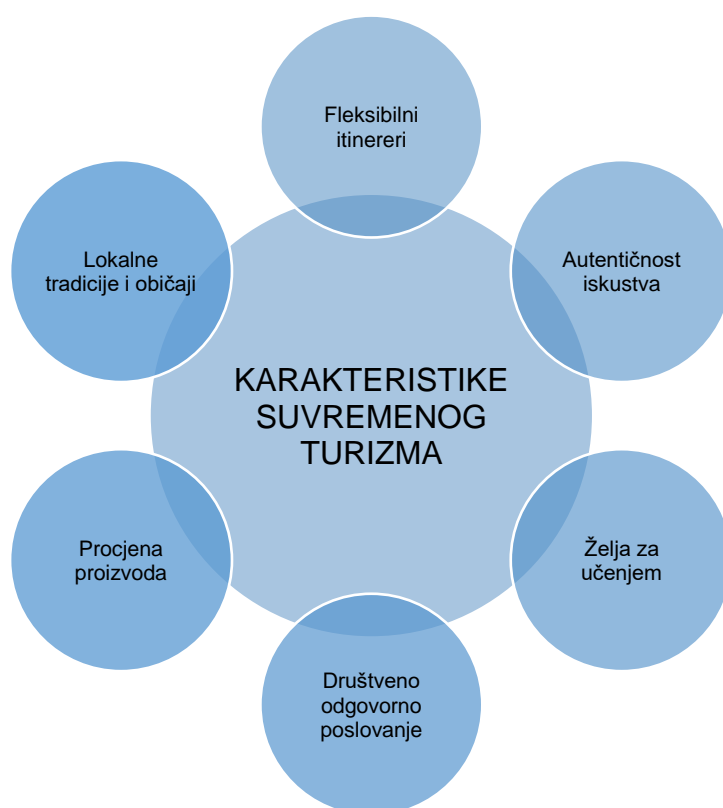 Fleksibilni
itinereri
Lokalne
tradicije i običaji
Autentičnost
iskustva
KARAKTERISTIKE
SUVREMENOG
TURIZMA
Procjena
proizvoda
Želja za
učenjem
Društveno
odgovorno
poslovanje